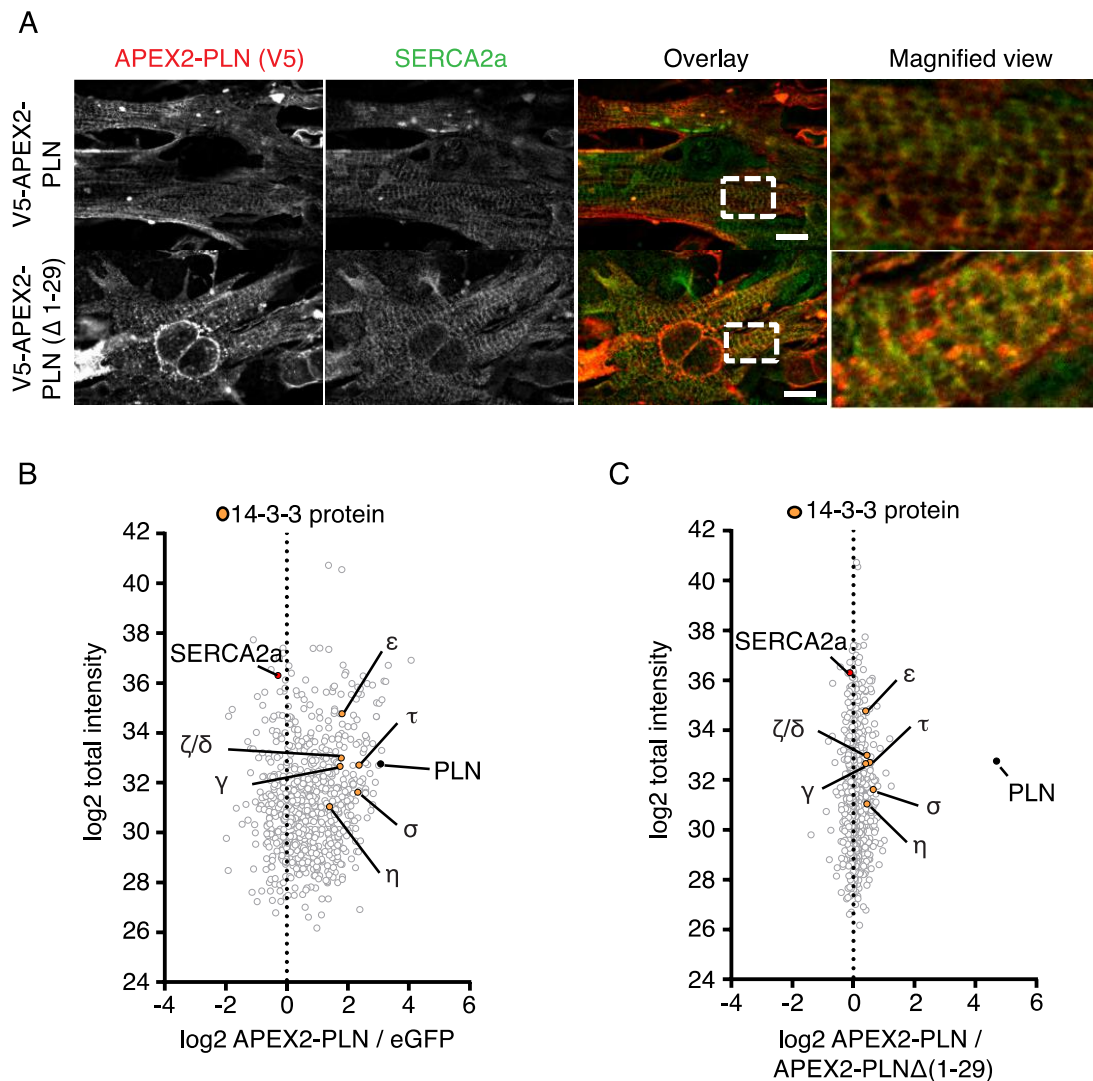 A
APEX2-PLN (V5)
SERCA2a
Overlay
Magnified view
V5-APEX2-
PLN
V5-APEX2-
PLN (Δ 1-29)
B
14-3-3 protein
42
40
38
36
34
32
30
28
26
24
log2 total intensity
SERCA2a
ε
ζ/δ
τ
γ
PLN
σ
η
-4
-2
0
2
4
6
log2 APEX2-PLN / eGFP
C
14-3-3 protein
42
40
38
36
34
32
30
28
26
24
log2 total intensity
SERCA2a
ε
ζ/δ
τ
γ
PLN
σ
η
-4
-2
0
2
4
6
log2 APEX2-PLN /
APEX2-PLNΔ(1-29)